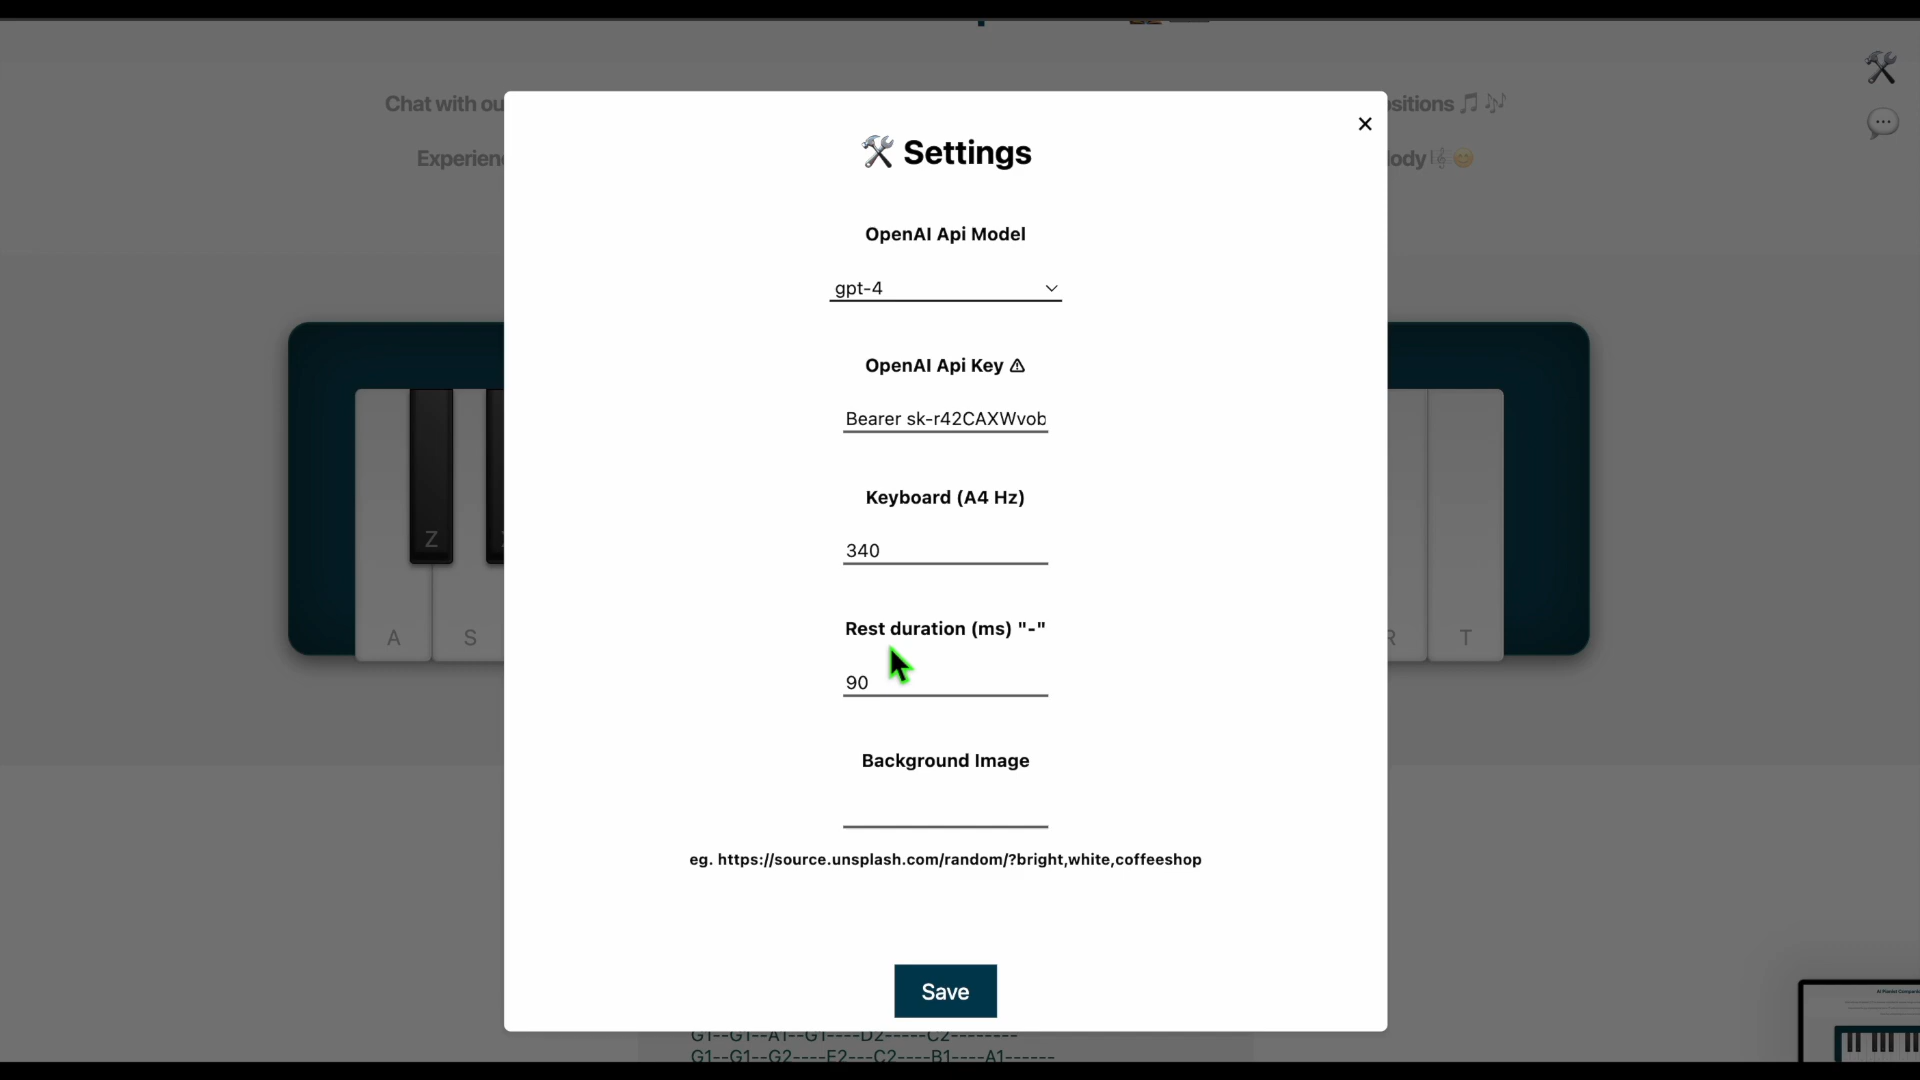 Chat with ou
sitions 🎵 🎶
Experien
lody 🎼 😊
🛠 Settings
OpenAI Api Model
gpt-4
OpenAI Api Key ⚠
Bearer sk-r42CAXWvob
Keyboard (A4 Hz)
340
Z
Rest duration (ms) "-"
A S
R T
90
Background Image
eg. https://source.unsplash.com/random/?bright,white,coffeeshop
Save
G1--G1--A1--G1----D2-----C2--------
G1--G1--G2----E2---C2----B1----A1------